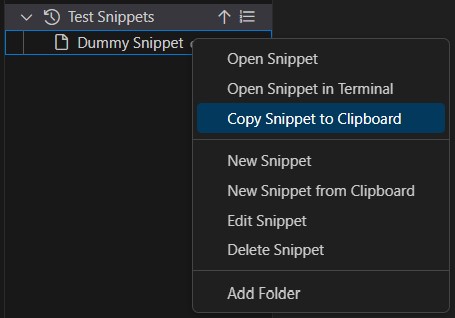 Test Snippets
Dummy Snippet
Open Snippet
Open Snippet in Terminal
Copy Snippet to Clipboard
New Snippet
New Snippet from Clipboard
Edit Snippet
Delete Snippet
Add Folder